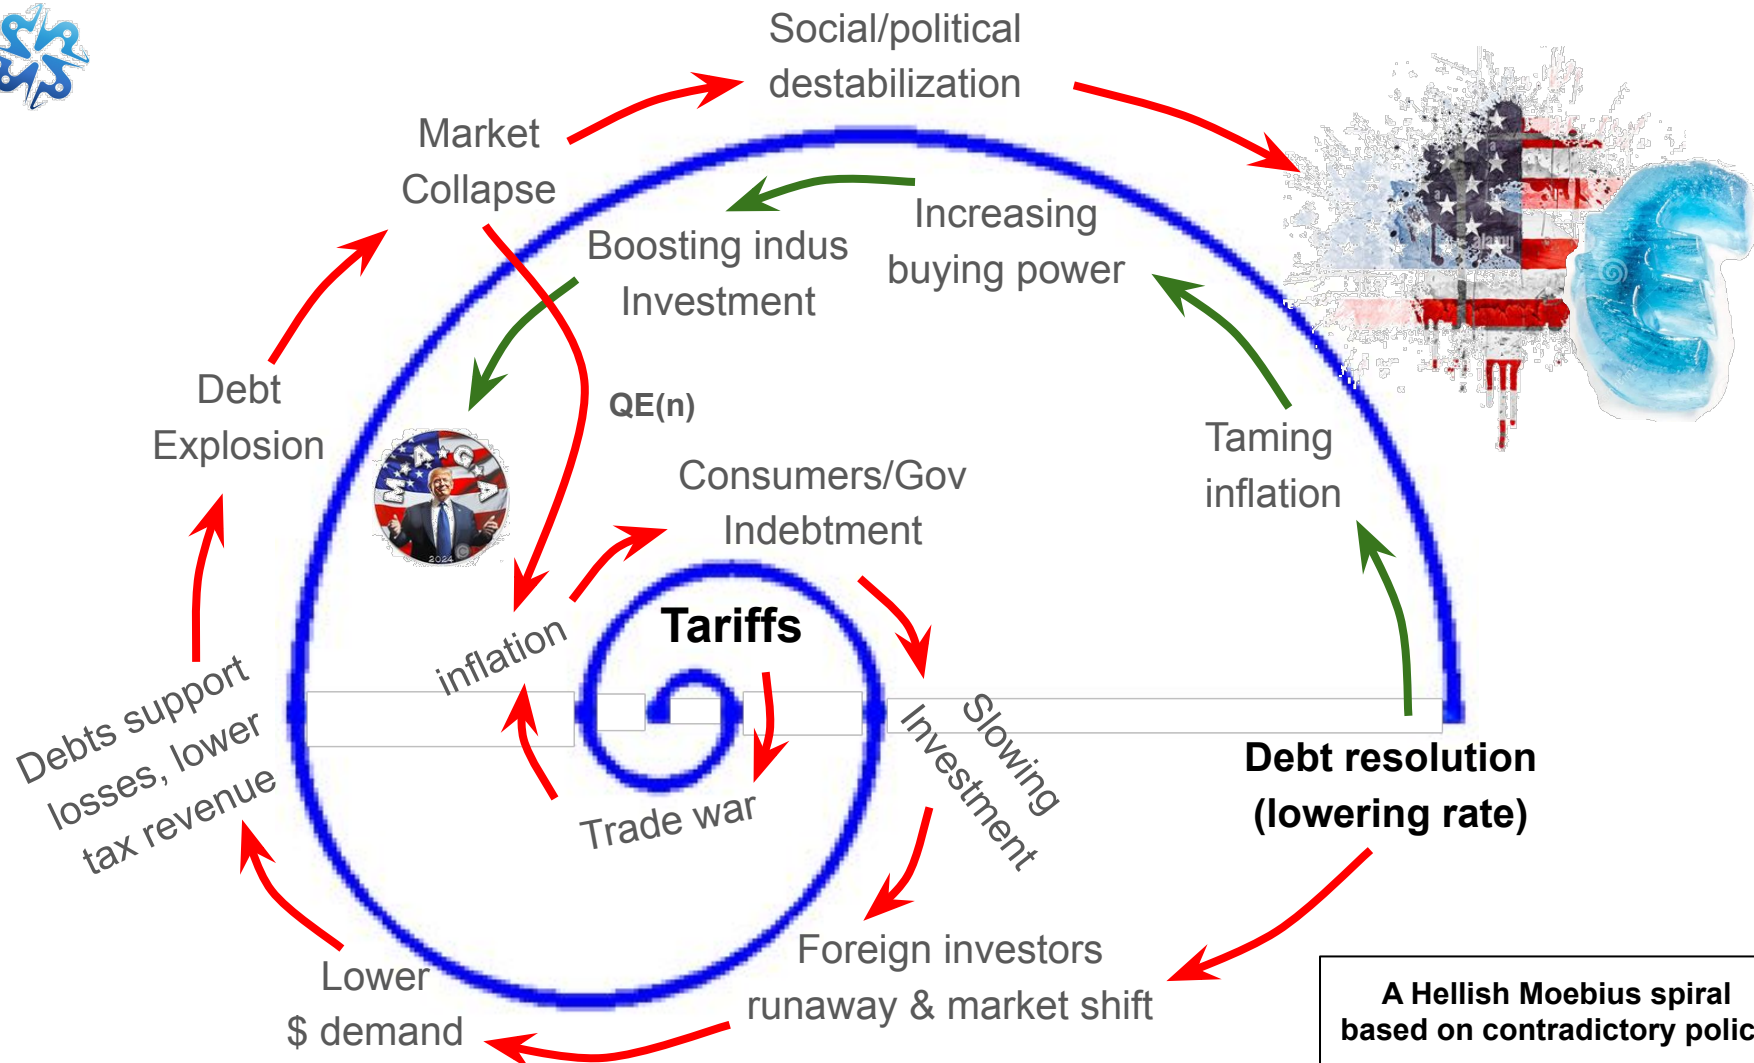 Social/political
destabilization
Market
Collapse
Increasing
buying power
Boosting indus
Investment
alamy
QE(n)
Debt
Explosion
Taming
inflation
M·A·G·A
2024
Consumers/Gov
Indebtment
Tariffs
inflation
Debts support
losses, lower
tax revenue
Slowing
Investment
Trade war
Debt resolution
(lowering rate)
Foreign investors
runaway & market shift
Lower
$ demand
A Hellish Moebius spiral
based on contradictory polic